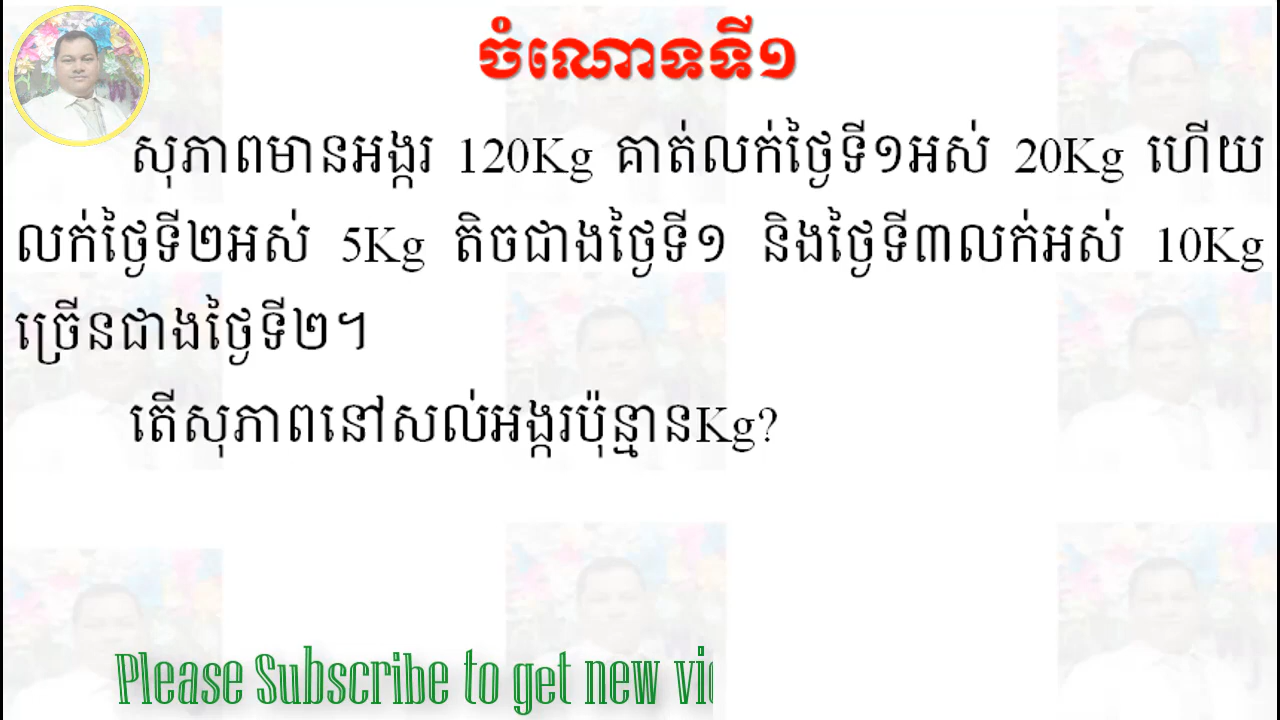 ចំណោទទី១
សុភាពមានអង្ករ 120Kg គាត់លក់ថ្ងៃទី១អស់ 20Kg ហើយ
លក់ថ្ងៃទី២អស់ 5Kg តិចជាងថ្ងៃទី១ និងថ្ងៃទី៣លក់អស់ 10Kg
ច្រើនជាងថ្ងៃទី២។
តើសុភាពនៅសល់អង្ករប៉ុន្មានKg?
Please Subscribe to get new